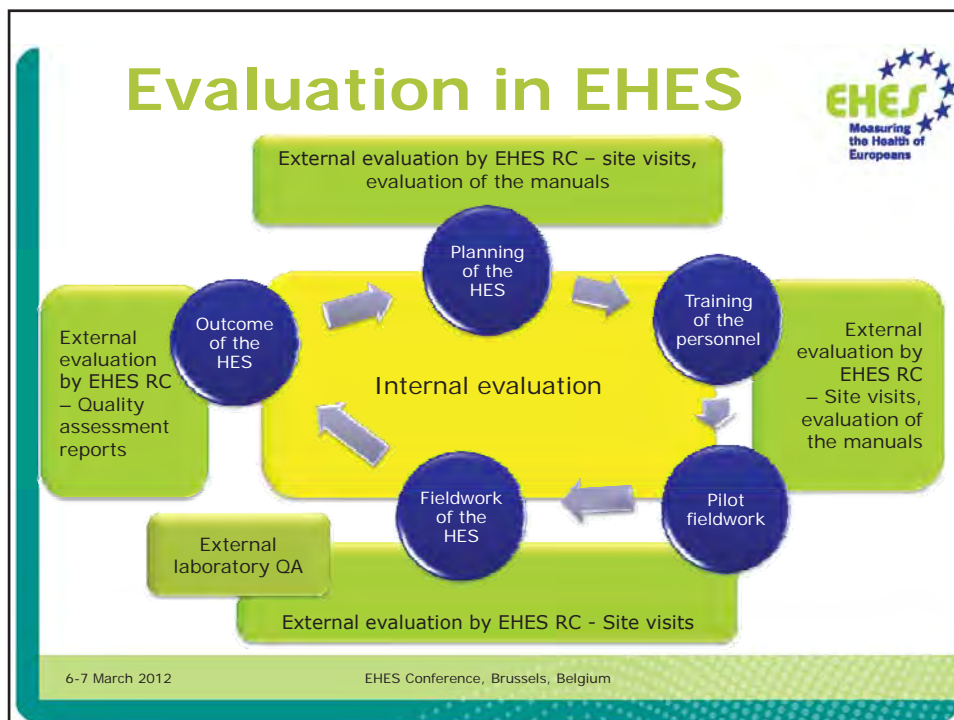 Evaluation in EHES
EHES
Measuring
the Health of
Europeans
External evaluation by EHES RC – site visits,
evaluation of the manuals
Planning
of the
HES
Training
of the
personnel
Outcome
of the
HES
External
evaluation
by EHES RC
– Quality
assessment
reports
External
evaluation by
EHES RC
– Site visits,
evaluation of
the manuals
Internal evaluation
Fieldwork
of the
HES
Pilot
fieldwork
External
laboratory QA
External evaluation by EHES RC - Site visits
6-7 March 2012
EHES Conference, Brussels, Belgium